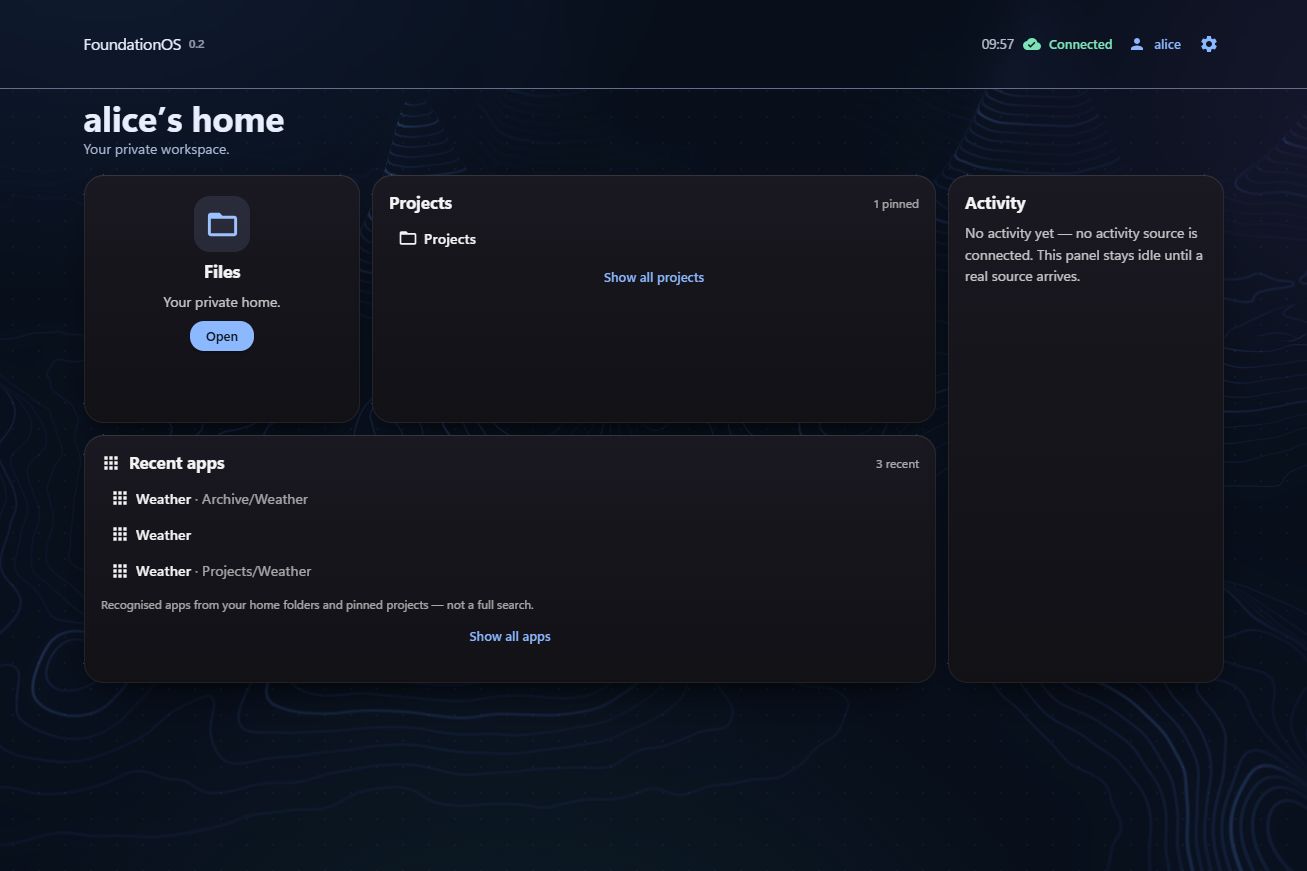 FoundationOS 0.2
09:57 Connected alice
alice’s home
Your private workspace.
Files
Your private home.
Open
Projects
1 pinned
Projects
Show all projects
Activity
No activity yet — no activity source is
connected. This panel stays idle until a
real source arrives.
Recent apps
3 recent
Weather · Archive/Weather
Weather
Weather · Projects/Weather
Recognised apps from your home folders and pinned projects — not a full search.
Show all apps